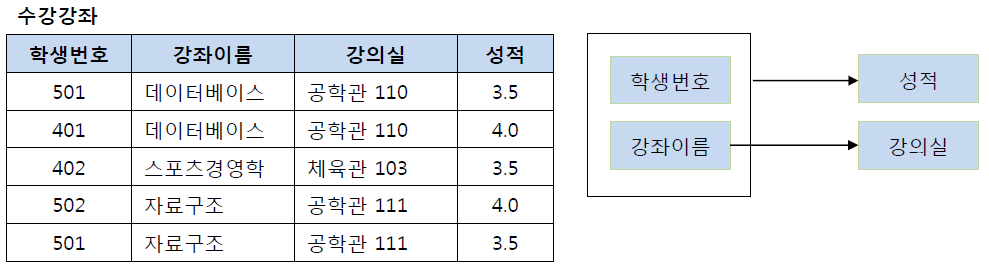 수강강좌
학생번호 강좌이름 강의실 성적
501 데이터베이스 공학관 110 3.5
401 데이터베이스 공학관 110 4.0
402 스포츠경영학 체육관 103 3.5
502 자료구조 공학관 111 4.0
501 자료구조 공학관 111 3.5
학생번호 성적
강좌이름 강의실